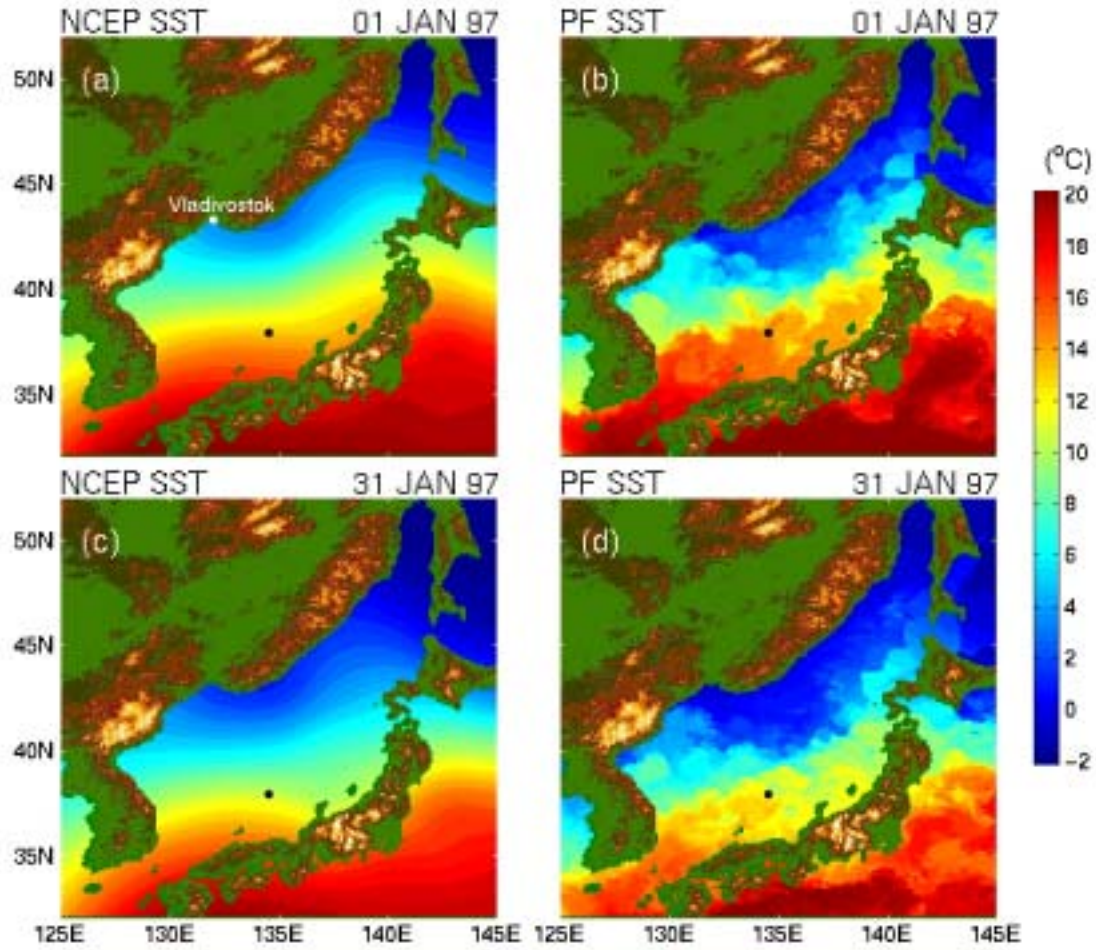 NCEP SST 01 JAN 97
PF SST 01 JAN 97
(a)
(b)
50N
45N
40N
35N
Vladivostok
(°C)
20
18
16
14
12
10
8
6
4
2
0
-2
NCEP SST 31 JAN 97
PF SST 31 JAN 97
(c)
(d)
50N
45N
40N
35N
125E 130E 135E 140E 145E
125E 130E 135E 140E 145E